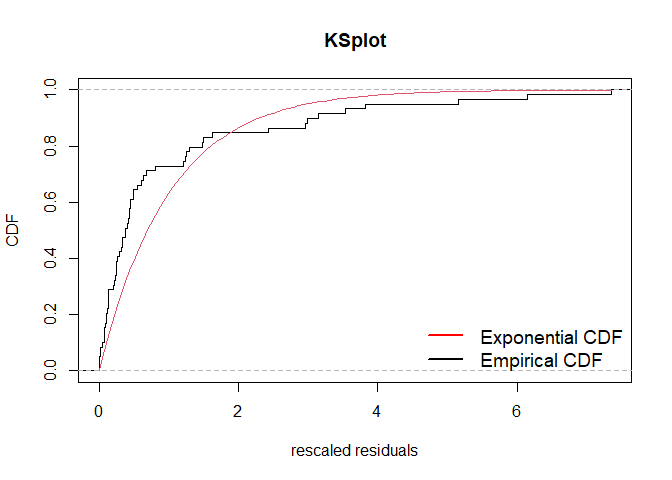 KSplot
CDF
1.0
0.8
0.6
0.4
0.2
0.0
Exponential CDF
Empirical CDF
0 2 4 6
rescaled residuals